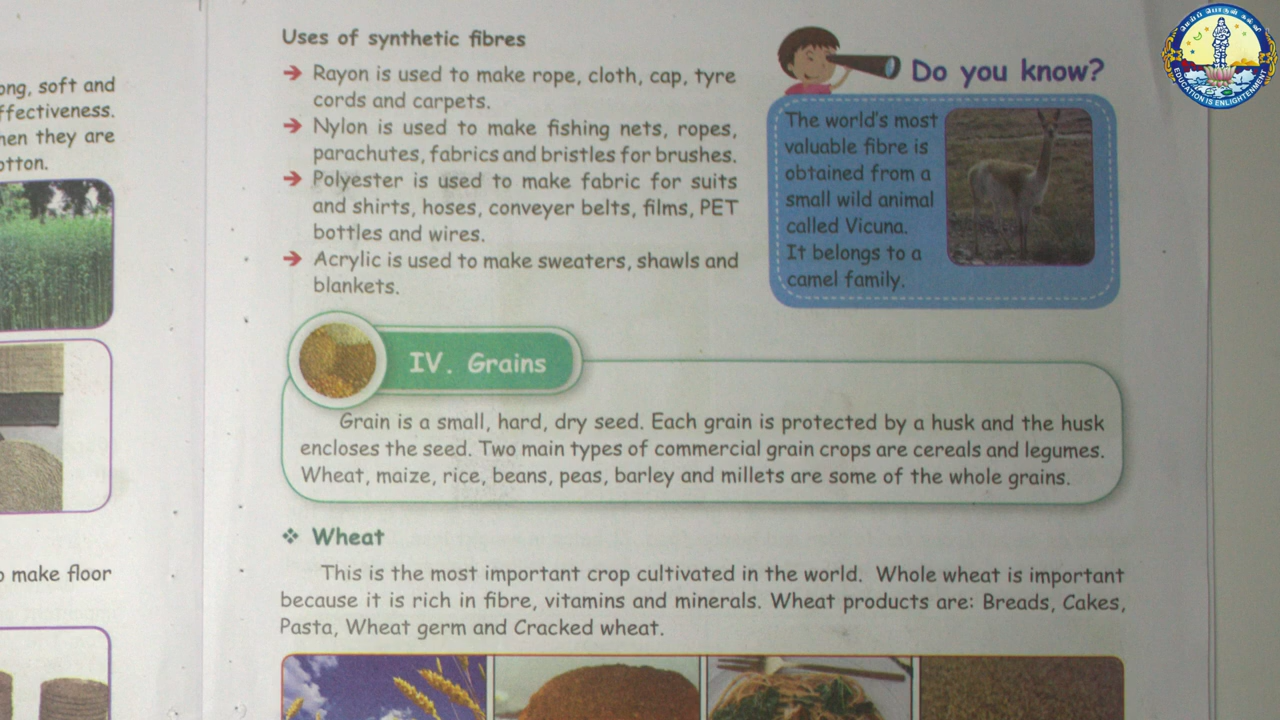 ong, soft and
ffectiveness.
hen they are
otton.
o make floor
Uses of synthetic fibres
Rayon is used to make rope, cloth, cap, tyre
cords and carpets.
Nylon is used to make fishing nets, ropes,
parachutes, fabrics and bristles for brushes.
Polyester is used to make fabric for suits
and shirts, hoses, conveyer belts, films, PET
bottles and wires.
Acrylic is used to make sweaters, shawls and
blankets.
Do you know?
The world's most
valuable fibre is
obtained from a
small wild animal
called Vicuna.
It belongs to a
camel family.
IV. Grains
Grain is a small, hard, dry seed. Each grain is protected by a husk and the husk
encloses the seed. Two main types of commercial grain crops are cereals and legumes.
Wheat, maize, rice, beans, peas, barley and millets are some of the whole grains.
❖ Wheat
This is the most important crop cultivated in the world. Whole wheat is important
because it is rich in fibre, vitamins and minerals. Wheat products are: Breads, Cakes,
Pasta, Wheat germ and Cracked wheat.
மெய்ப் பொருள் கல்வி
EDUCATION IS ENLIGHTENMENT